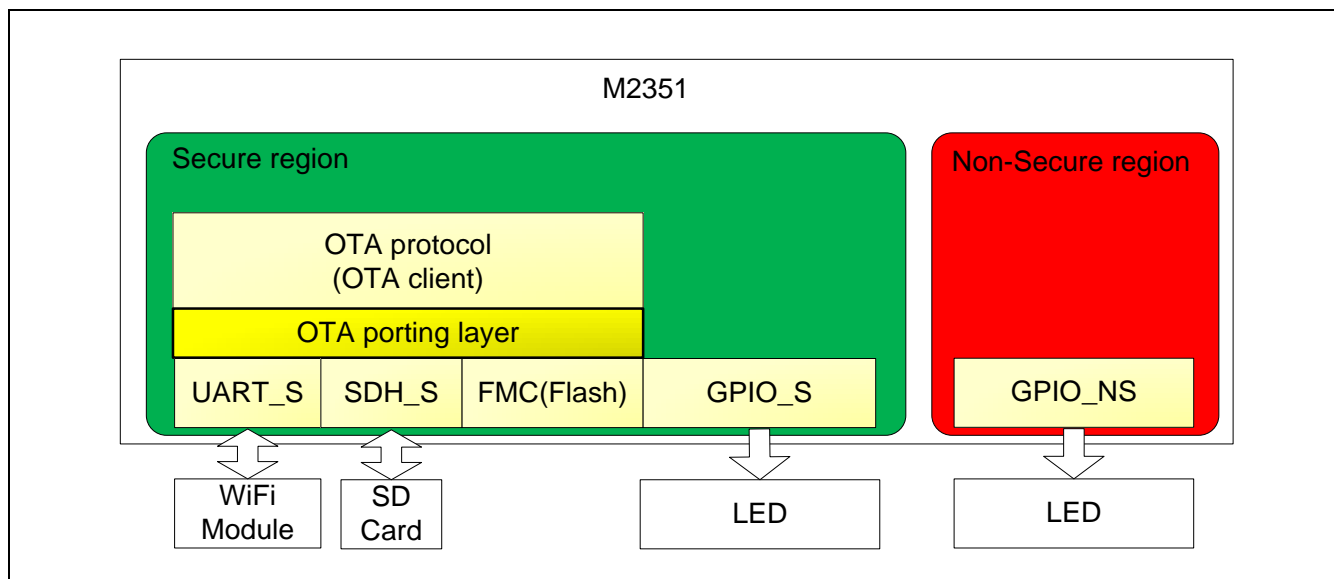 M2351
Secure region
Non-Secure region
OTA protocol
(OTA client)
OTA porting layer
UART_S
SDH_S
FMC(Flash)
GPIO_S
GPIO_NS
WiFi
Module
SD
Card
LED
LED